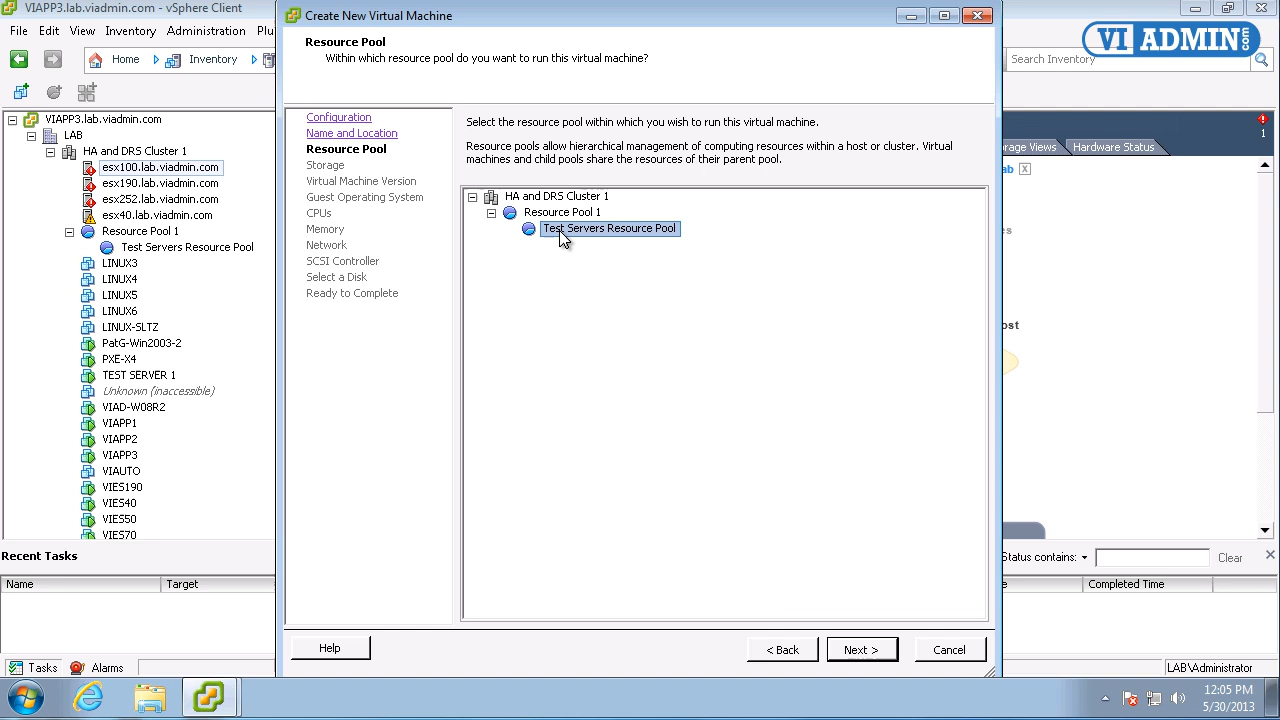 VIAPP3.lab.viadmin.com - vSphere Client
File Edit View Inventory Administration Plu
Home Inventory
VIAPP3.lab.viadmin.com
LAB
HA and DRS Cluster 1
esx100.lab.viadmin.com
esx190.lab.viadmin.com
esx252.lab.viadmin.com
esx40.lab.viadmin.com
Resource Pool 1
Test Servers Resource Pool
LINUX3
LINUX4
LINUX5
LINUX6
LINUX-SLTZ
PatG-Win2003-2
PXE-X4
TEST SERVER 1
Unknown (inaccessible)
VIAD-W08R2
VIAPP1
VIAPP2
VIAPP3
VIAUTO
VIES190
VIES40
VIES50
VIES70
Create New Virtual Machine
Resource Pool
Within which resource pool do you want to run this virtual machine?
Configuration
Name and Location
Resource Pool
Storage
Virtual Machine Version
Guest Operating System
CPUs
Memory
Network
SCSI Controller
Select a Disk
Ready to Complete
Select the resource pool within which you wish to run this virtual machine.
Resource pools allow hierarchical management of computing resources within a host or cluster. Virtual
machines and child pools share the resources of their parent pool.
HA and DRS Cluster 1
Resource Pool 1
Test Servers Resource Pool
Help < Back Next > Cancel
VI ADMIN.com
Search Inventory
1
rage Views Hardware Status
ab X
es
ost
Recent Tasks
Status contains: Clear
Name Target
e Completed Time
Tasks Alarms
LAB\Administrator
12:05 PM
5/30/2013